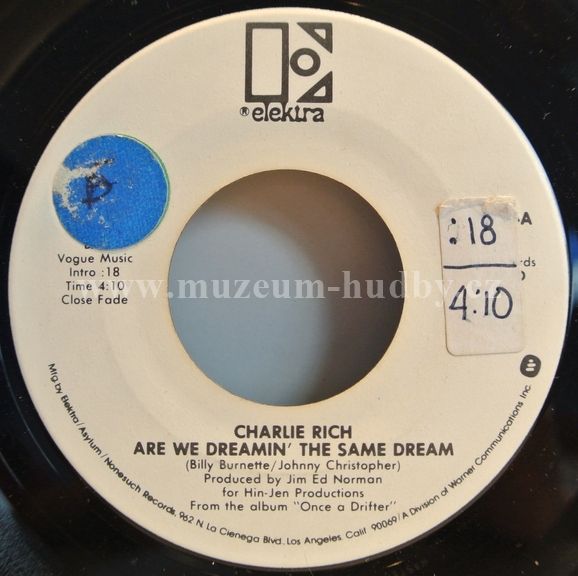 ® elektra
B
Vogue Music
Intro :18
Time 4:10
Close Fade
A
:18
4:10
www.muzeum-hudby.cz
CHARLIE RICH
ARE WE DREAMIN' THE SAME DREAM
(Billy Burnette/Johnny Christopher)
Produced by Jim Ed Norman
for Hin-Jen Productions
From the album "Once a Drifter"
Mfg by Elektra/Asylum/Nonesuch Records, 962 N. La Cienega Blvd. Los Angeles. Calif 90069/A Division of Warner Communications Inc